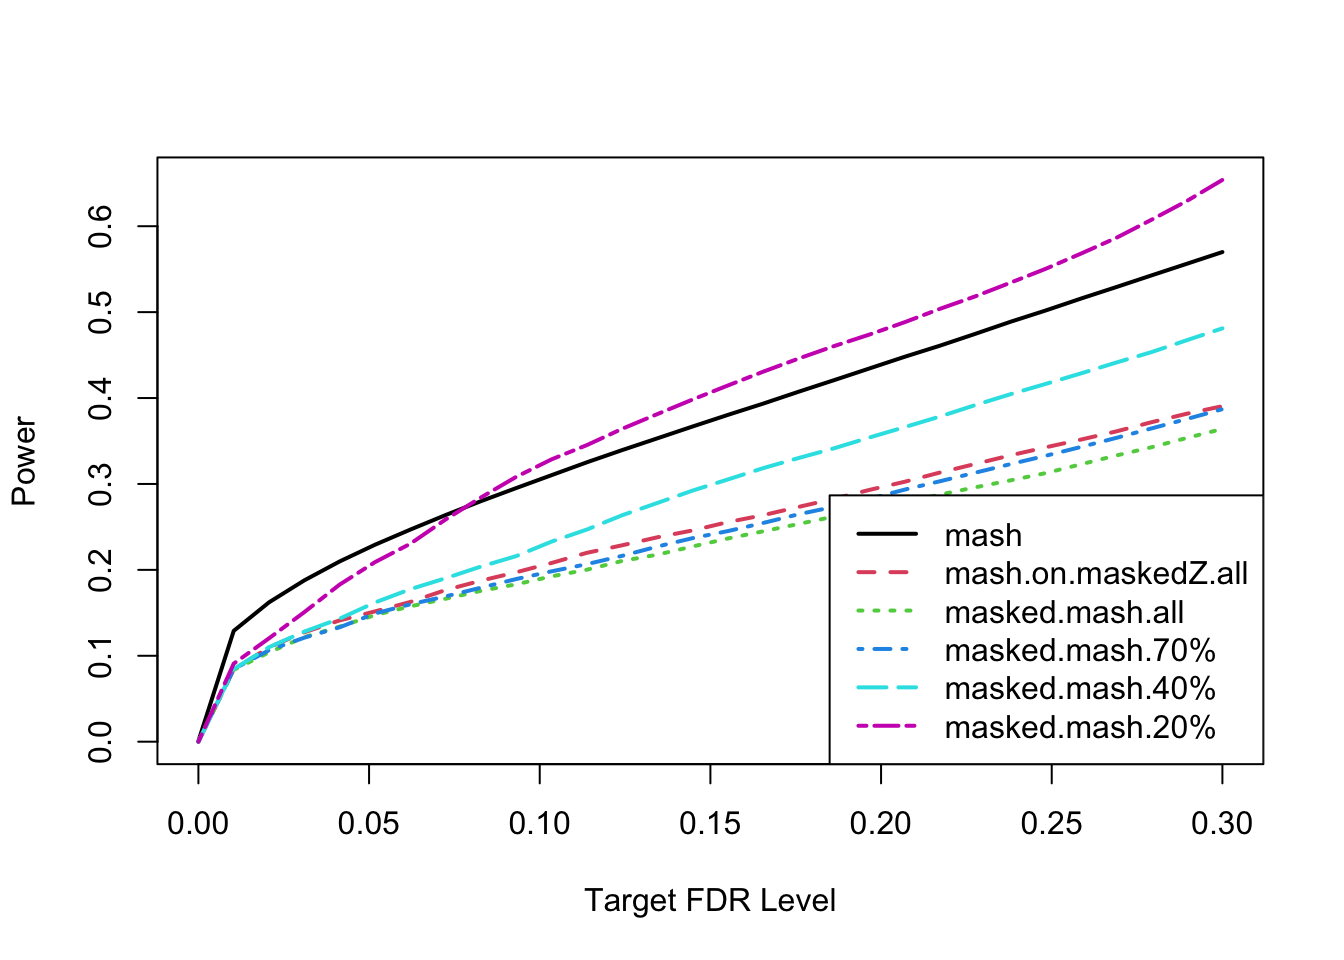 Power
0.6
0.5
0.4
0.3
0.2
0.1
0.0
mash
mash.on.maskedZ.all
masked.mash.all
masked.mash.70%
masked.mash.40%
masked.mash.20%
0.00 0.05 0.10 0.15 0.20 0.25 0.30
Target FDR Level